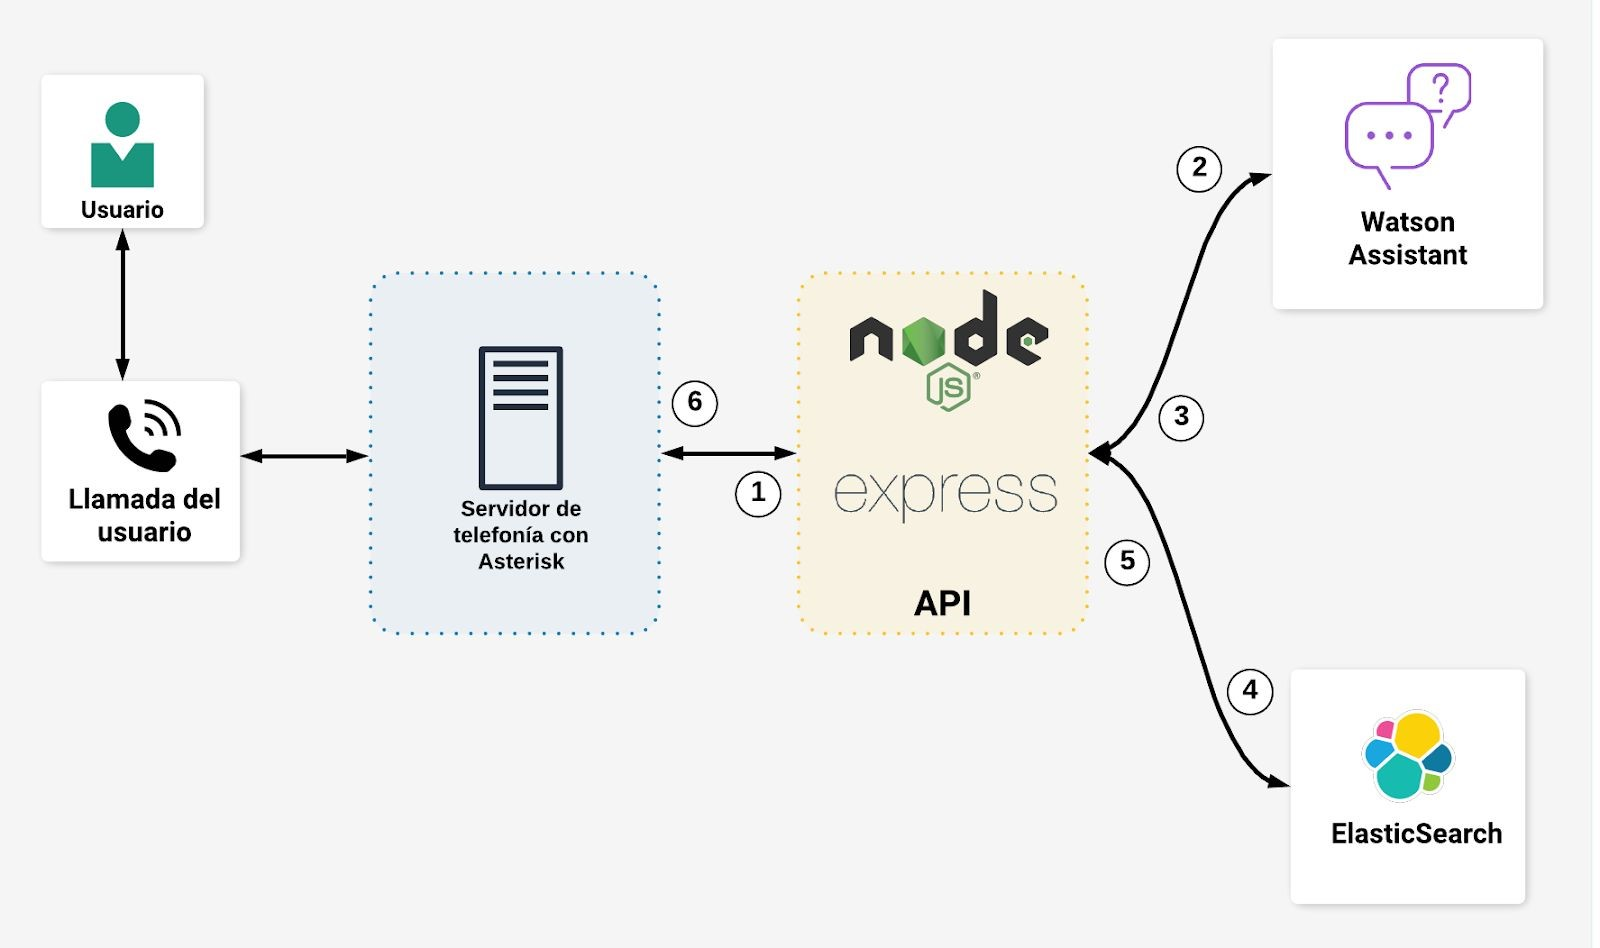 Usuario
Llamada del
usuario
Servidor de
telefonía con
Asterisk
6
1
node
JS®
express
API
2
3
5
4
?
Watson
Assistant
ElasticSearch